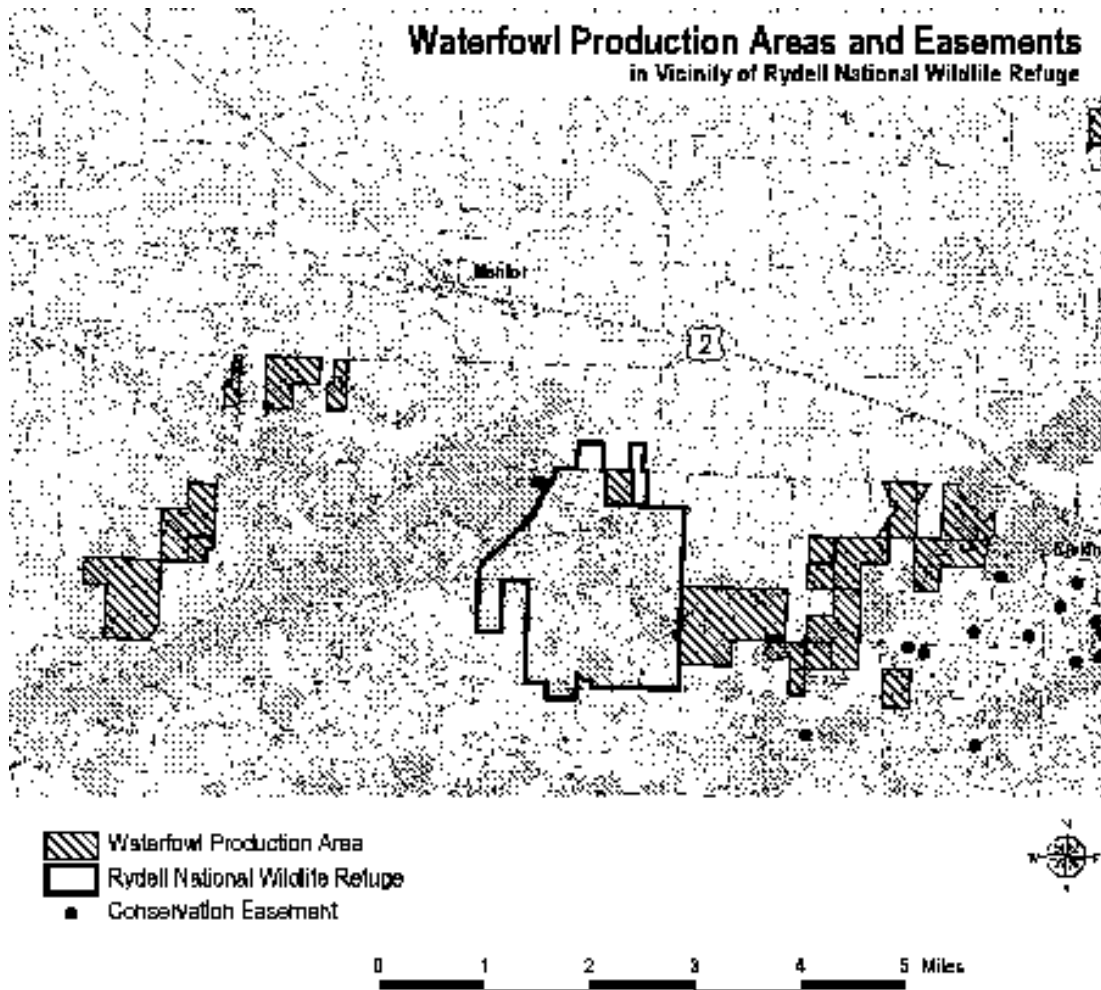 Waterfowl Production Areas and Easements
in Vicinity of Rydell National Wildlife Refuge
Mentor
2
Waterfowl Production Area
Rydell National Wildlife Refuge
Conservation Easement
N
W E
S
0 1 2 3 4 5 Miles